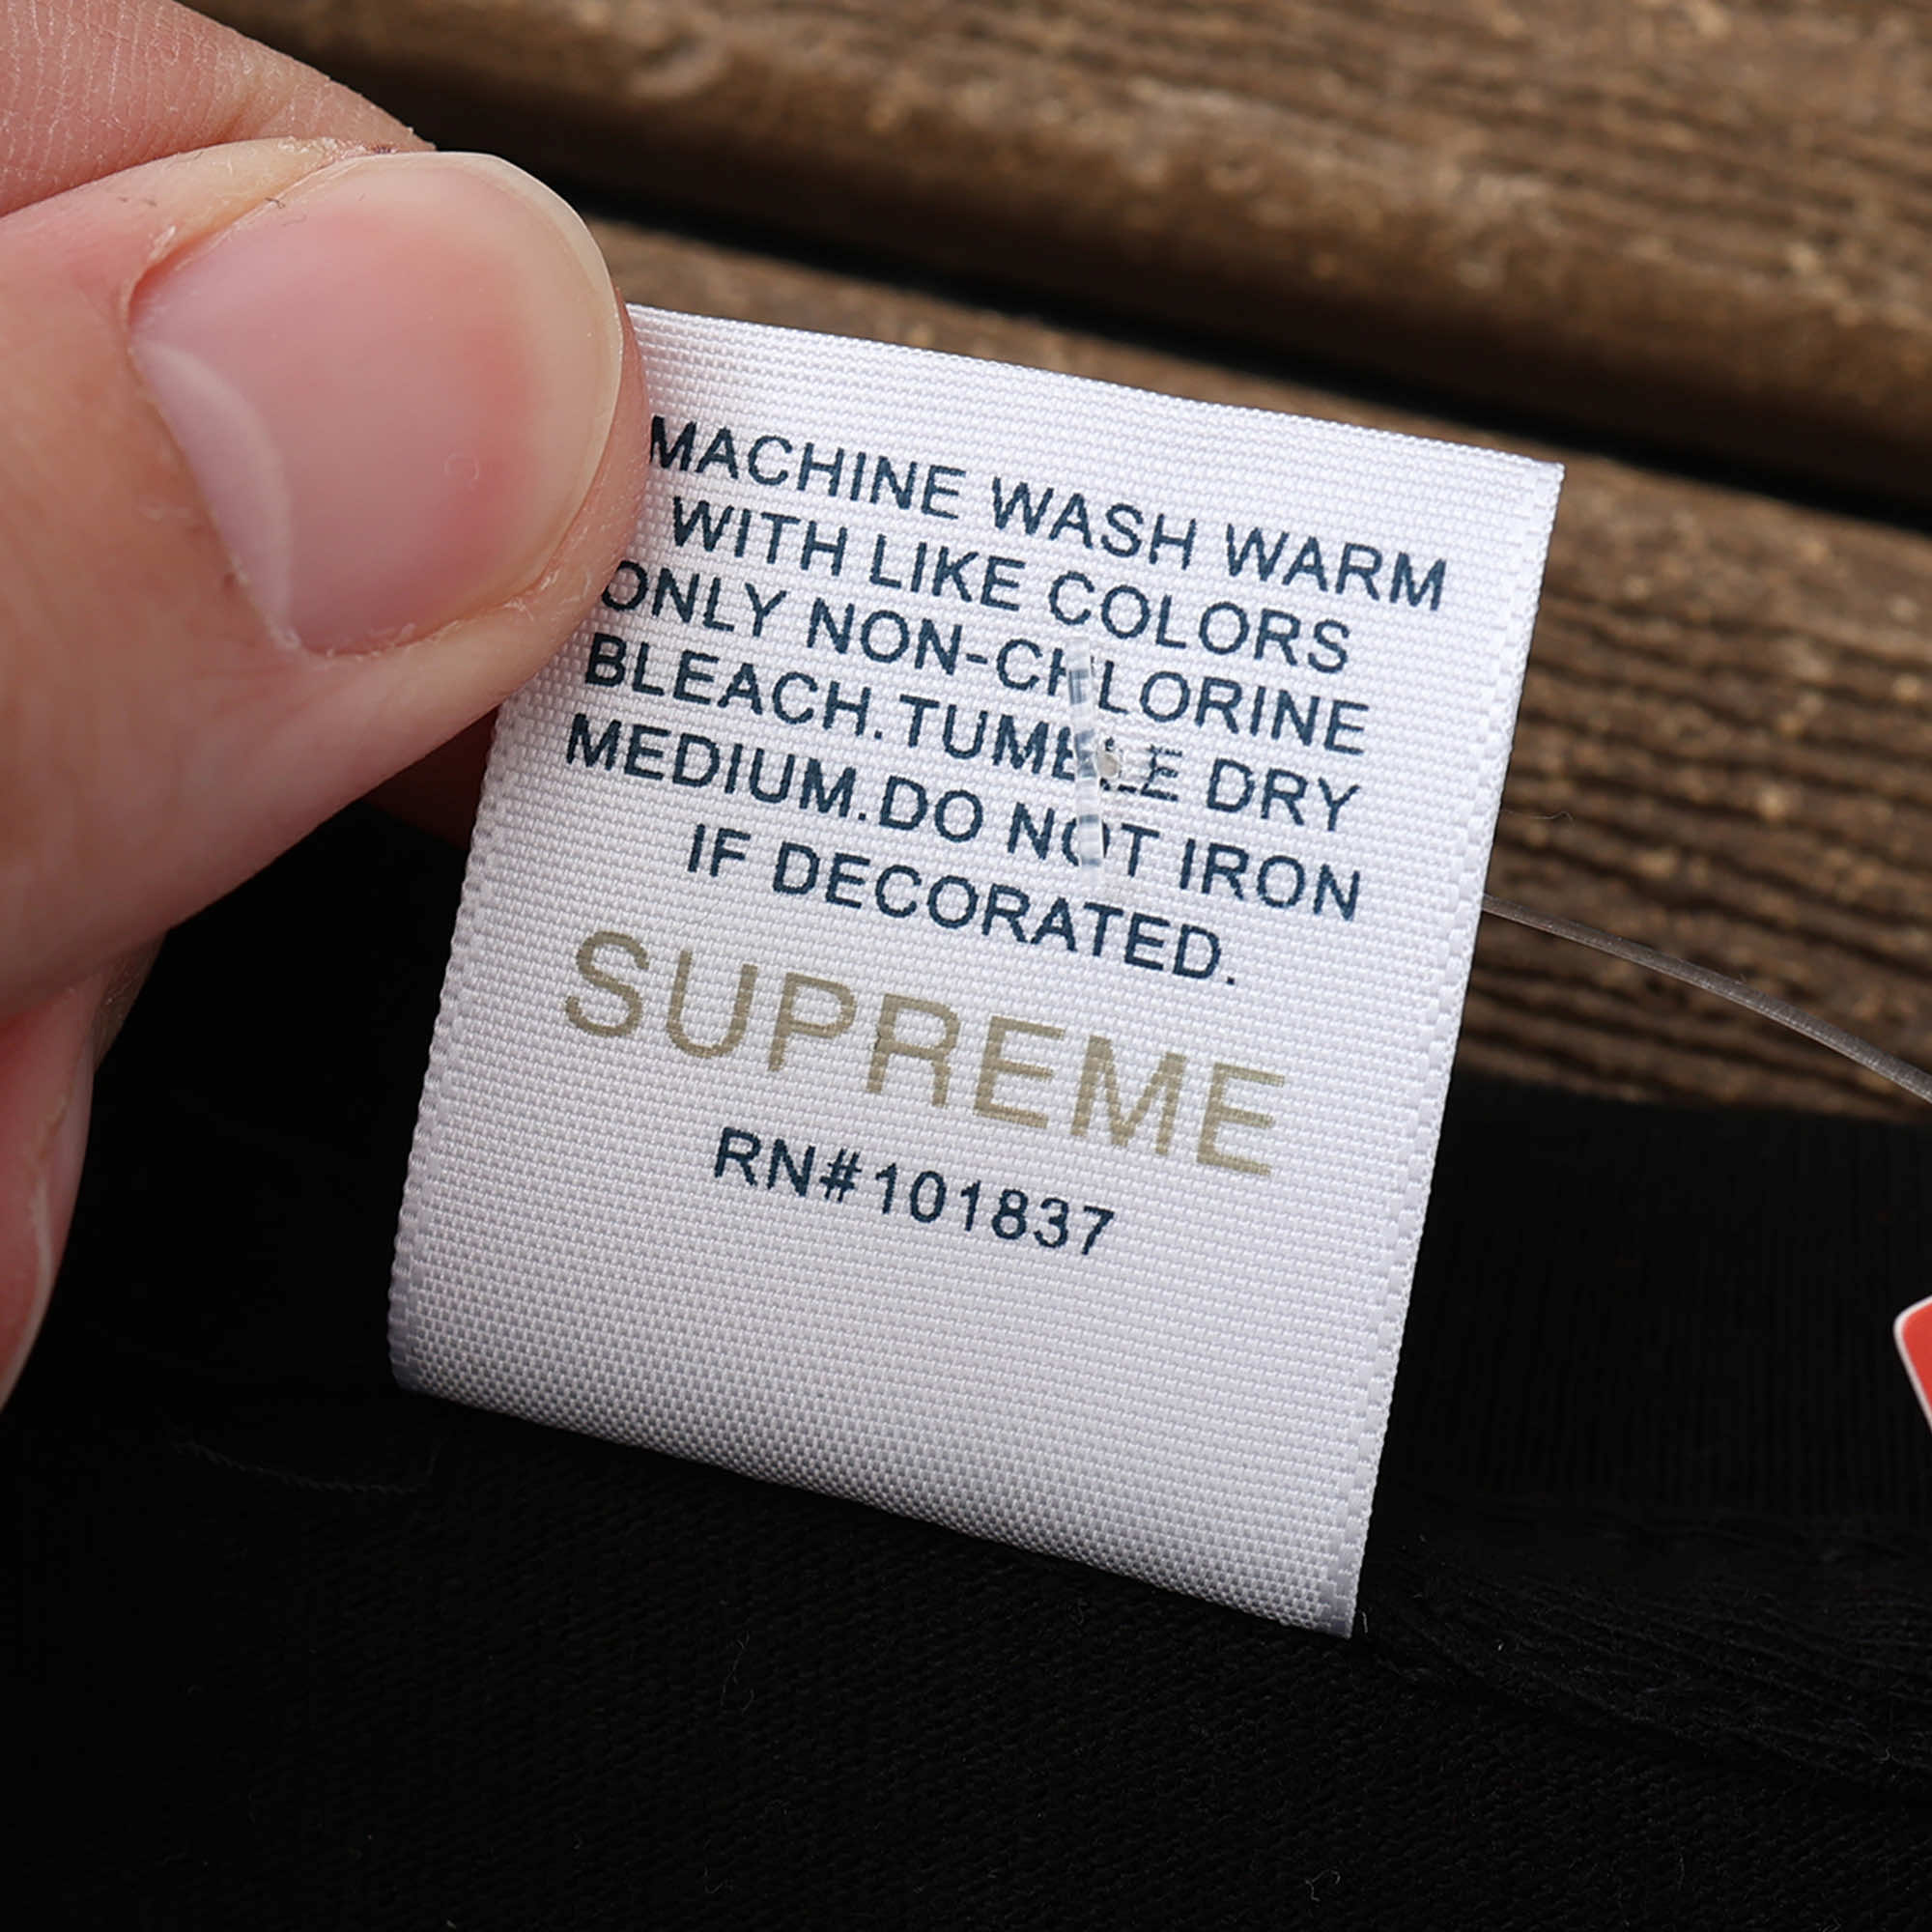 MACHINE WASH WARM
WITH LIKE COLORS
ONLY NON-CHLORINE
BLEACH.TUMBLE DRY
MEDIUM.DO NOT IRON
IF DECORATED.
SUPREME
RN#101837